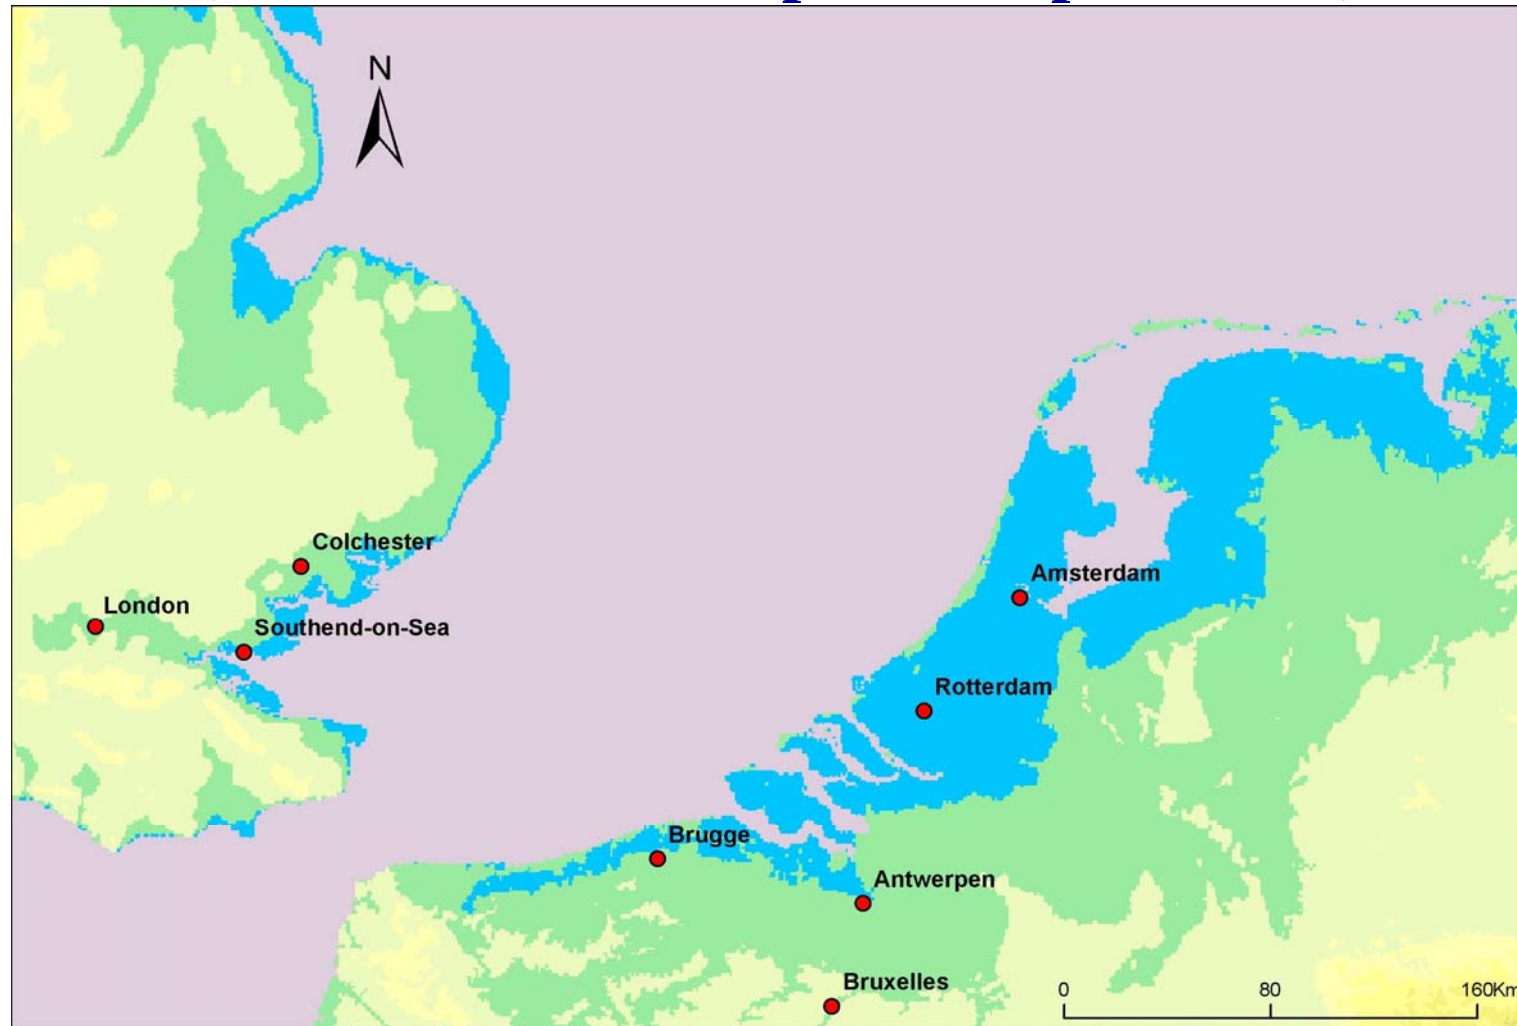 N
Colchester
London
Southend-on-Sea
Amsterdam
Rotterdam
Brugge
Antwerpen
Bruxelles
0 80 160Km